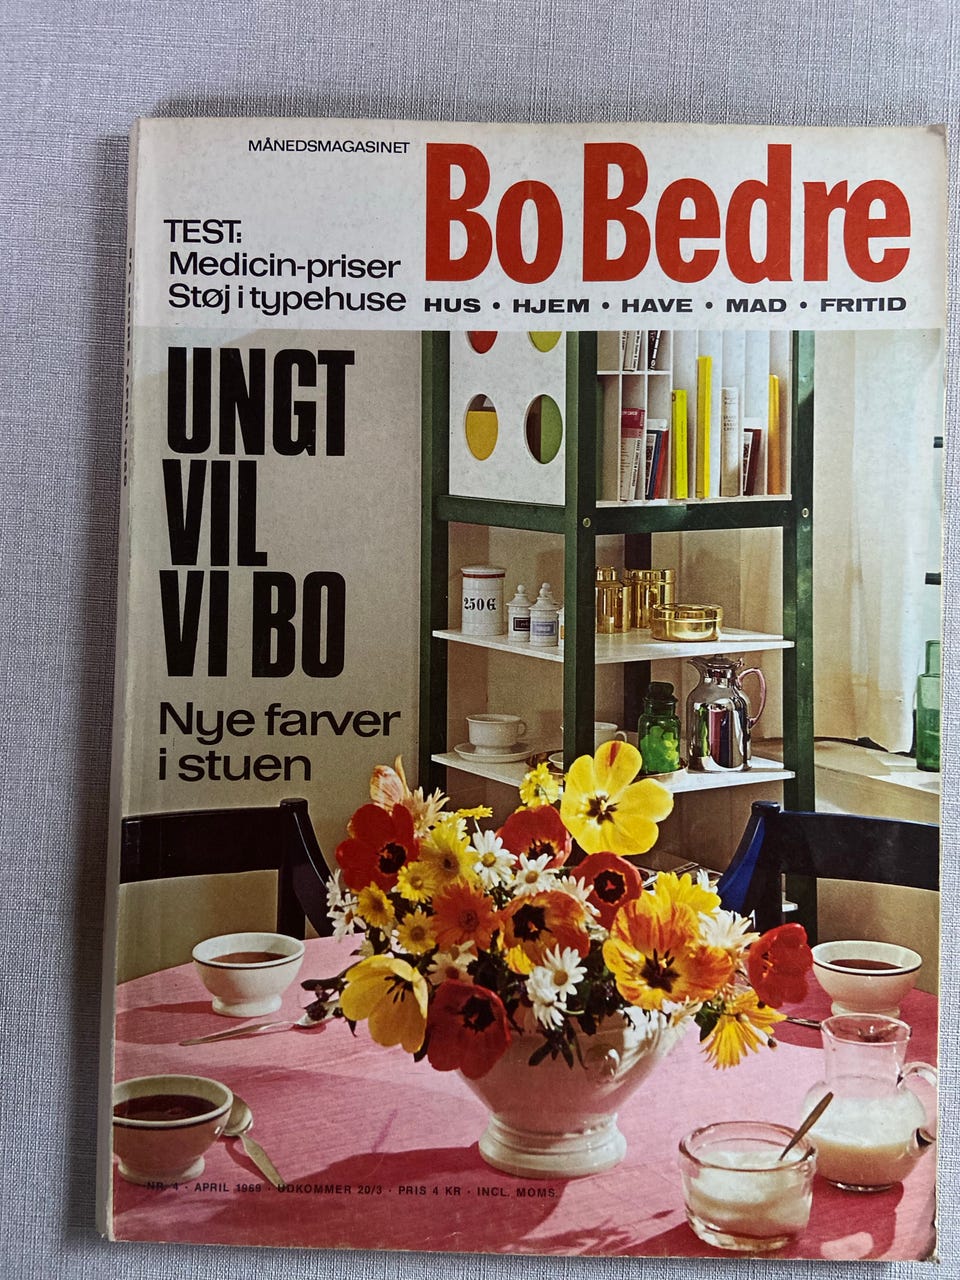 MÅNEDSMAGASINET
Bo Bedre
HUS • HJEM • HAVE • MAD • FRITID
TEST:
Medicin-priser
Støj i typehuse
UNGT
VIL
VI BO
Nye farver
i stuen
250G
NR. 4 · APRIL 1969 · UDKOMMER 20/3 · PRIS 4 KR · INCL. MOMS.